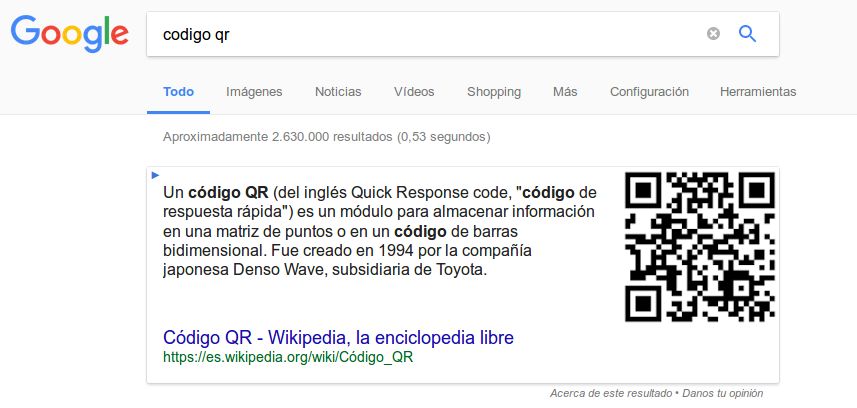 Google
codigo qr
Todo Imágenes Noticias Vídeos Shopping Más Configuración Herramientas
Aproximadamente 2.630.000 resultados (0,53 segundos)
Un código QR (del inglés Quick Response code, "código de
respuesta rápida") es un módulo para almacenar información
en una matriz de puntos o en un código de barras
bidimensional. Fue creado en 1994 por la compañía
japonesa Denso Wave, subsidiaria de Toyota.
Código QR - Wikipedia, la enciclopedia libre
https://es.wikipedia.org/wiki/Código_QR
Acerca de este resultado • Danos tu opinión